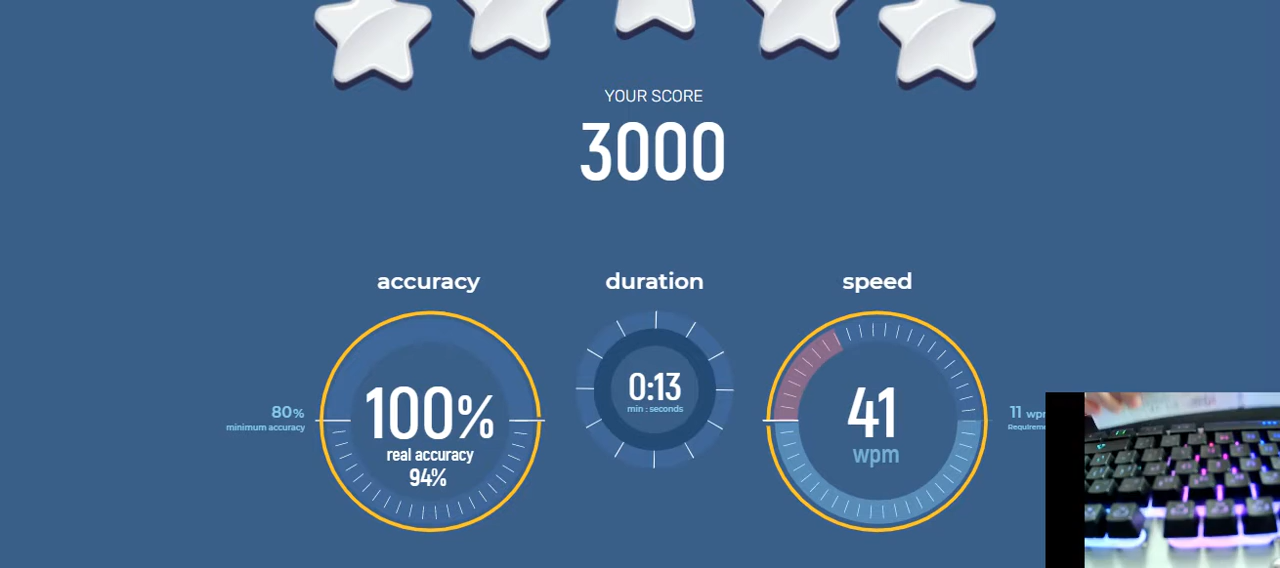 YOUR SCORE
3000
accuracy
duration
speed
100%
real accuracy
94%
80%
minimum accuracy
0:13
min : seconds
41
wpm
11